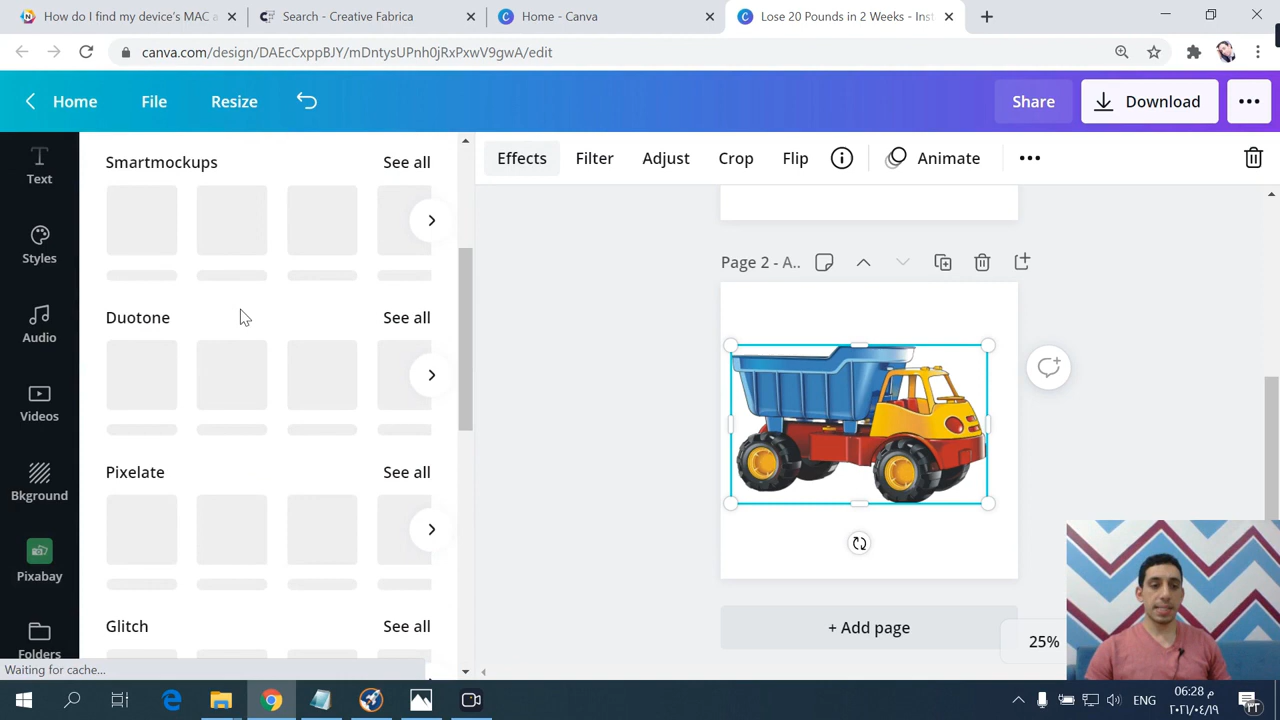 How do I find my device's MAC a
Search - Creative Fabrica
Home - Canva
Lose 20 Pounds in 2 Weeks - Inst
canva.com/design/DAEcCxppBJY/mDntysUPnh0jRxPxwV9gwA/edit
Home
File
Resize
Share
Download
Text
Styles
Audio
Videos
Bkground
Pixabay
Folders
Smartmockups
See all
Duotone
See all
Pixelate
See all
Glitch
See all
Waiting for cache...
Effects
Filter
Adjust
Crop
Flip
Animate
Page 2 - A..
+ Add page
25%
ENG
06:28 م
٢٠٢١/٠٤/١٩
٢٣